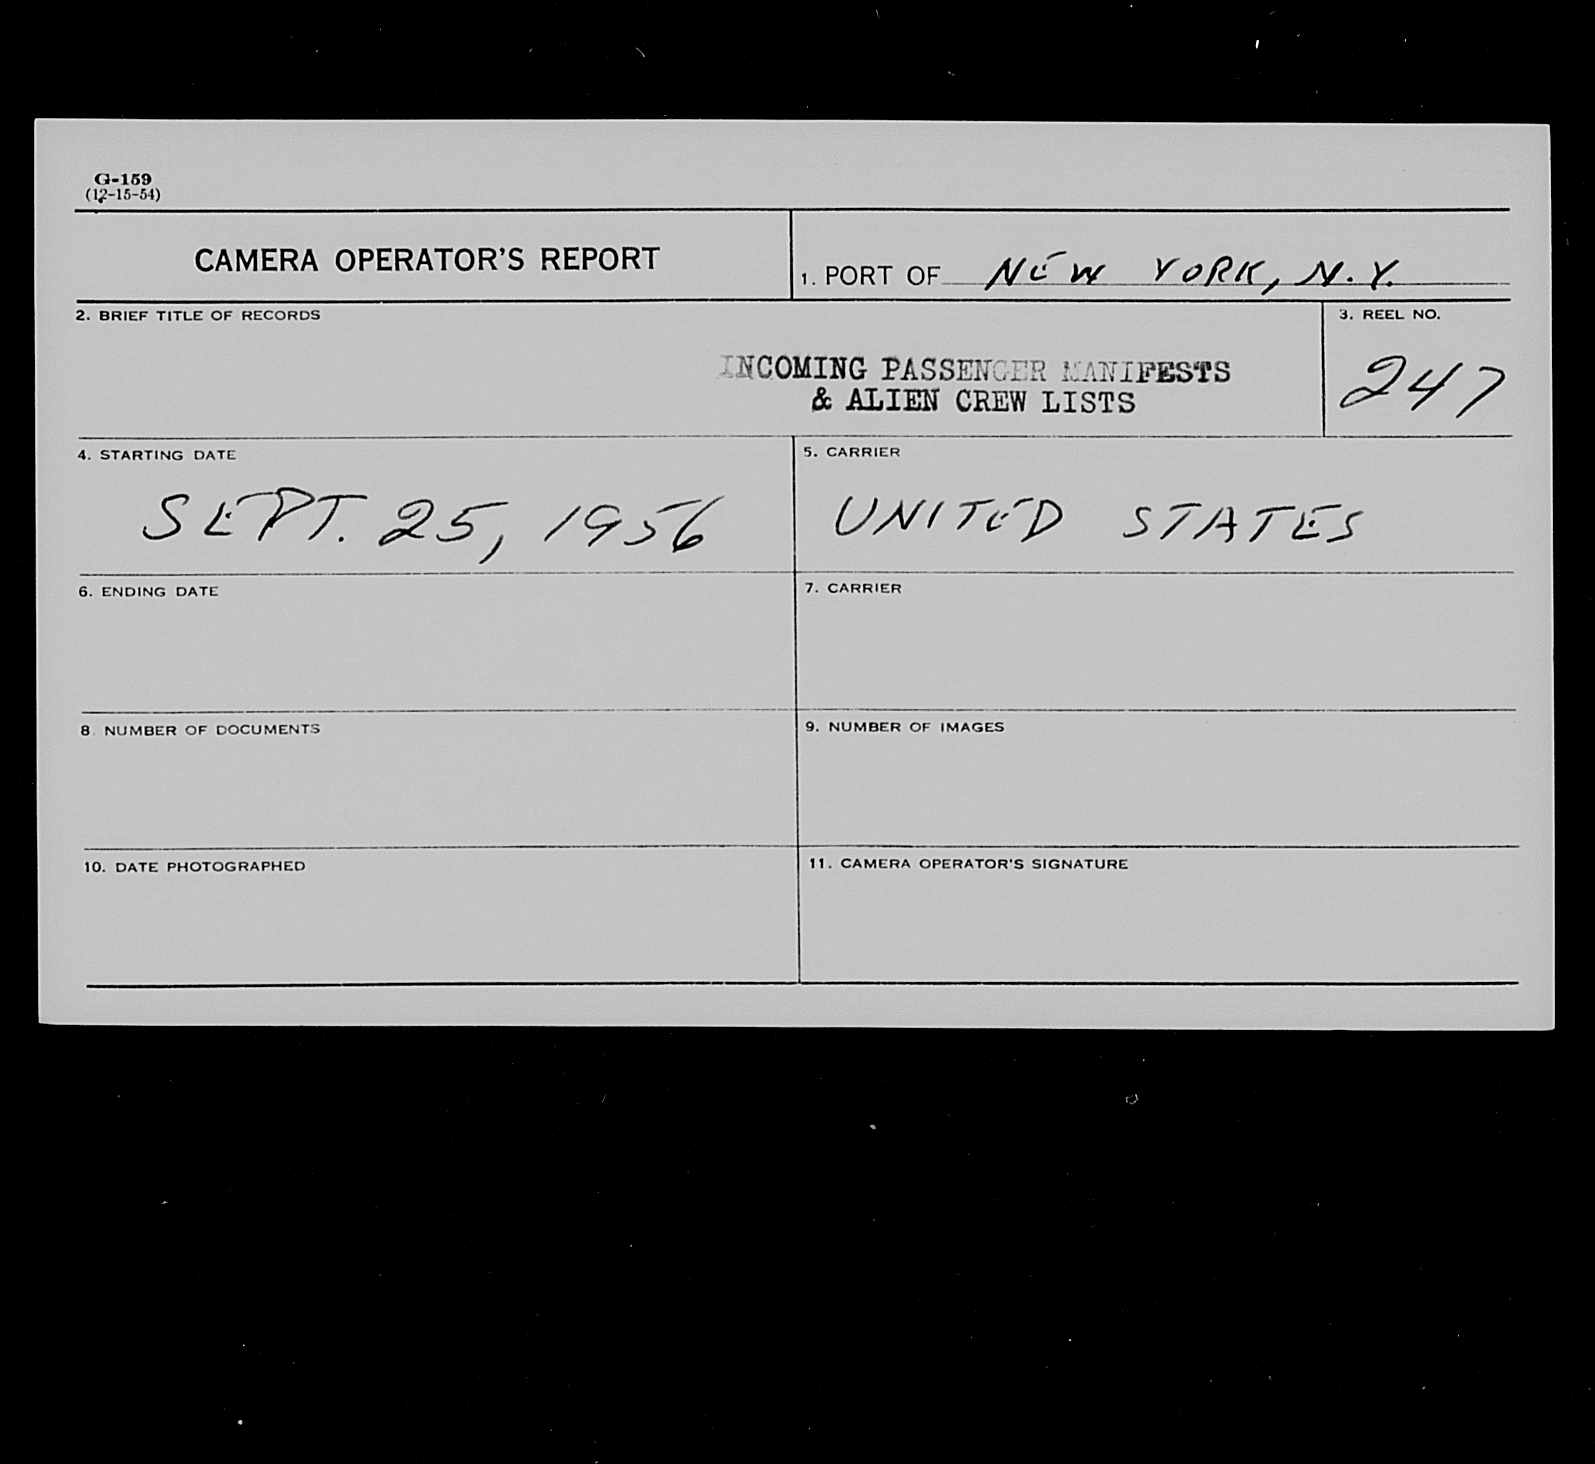 G-159
(12-15-54)
CAMERA OPERATOR'S REPORT
1. PORT OF NEW YORK, N.Y.
2. BRIEF TITLE OF RECORDS
INCOMING PASSENGER MANIFESTS
& ALIEN CREW LISTS
3. REEL NO.
247
4. STARTING DATE
SEPT. 25, 1956
5. CARRIER
UNITED STATES
6. ENDING DATE
7. CARRIER
8. NUMBER OF DOCUMENTS
9. NUMBER OF IMAGES
10. DATE PHOTOGRAPHED
11. CAMERA OPERATOR'S SIGNATURE